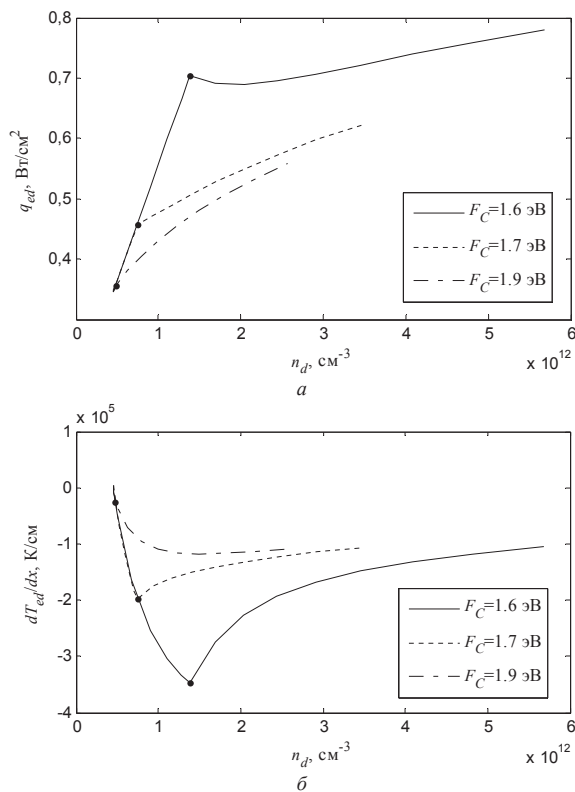 0,8
0,7
0,6
0,5
0,4
q_ed, Вт/см²
F_C=1.6 эВ
F_C=1.7 эВ
F_C=1.9 эВ
0 1 2 3 4 5 6
n_d, см⁻³
x 10¹²
а
x 10⁵
1
0
-1
-2
-3
-4
dT_ed/dx, К/см
F_C=1.6 эВ
F_C=1.7 эВ
F_C=1.9 эВ
0 1 2 3 4 5 6
n_d, см⁻³
x 10¹²
б